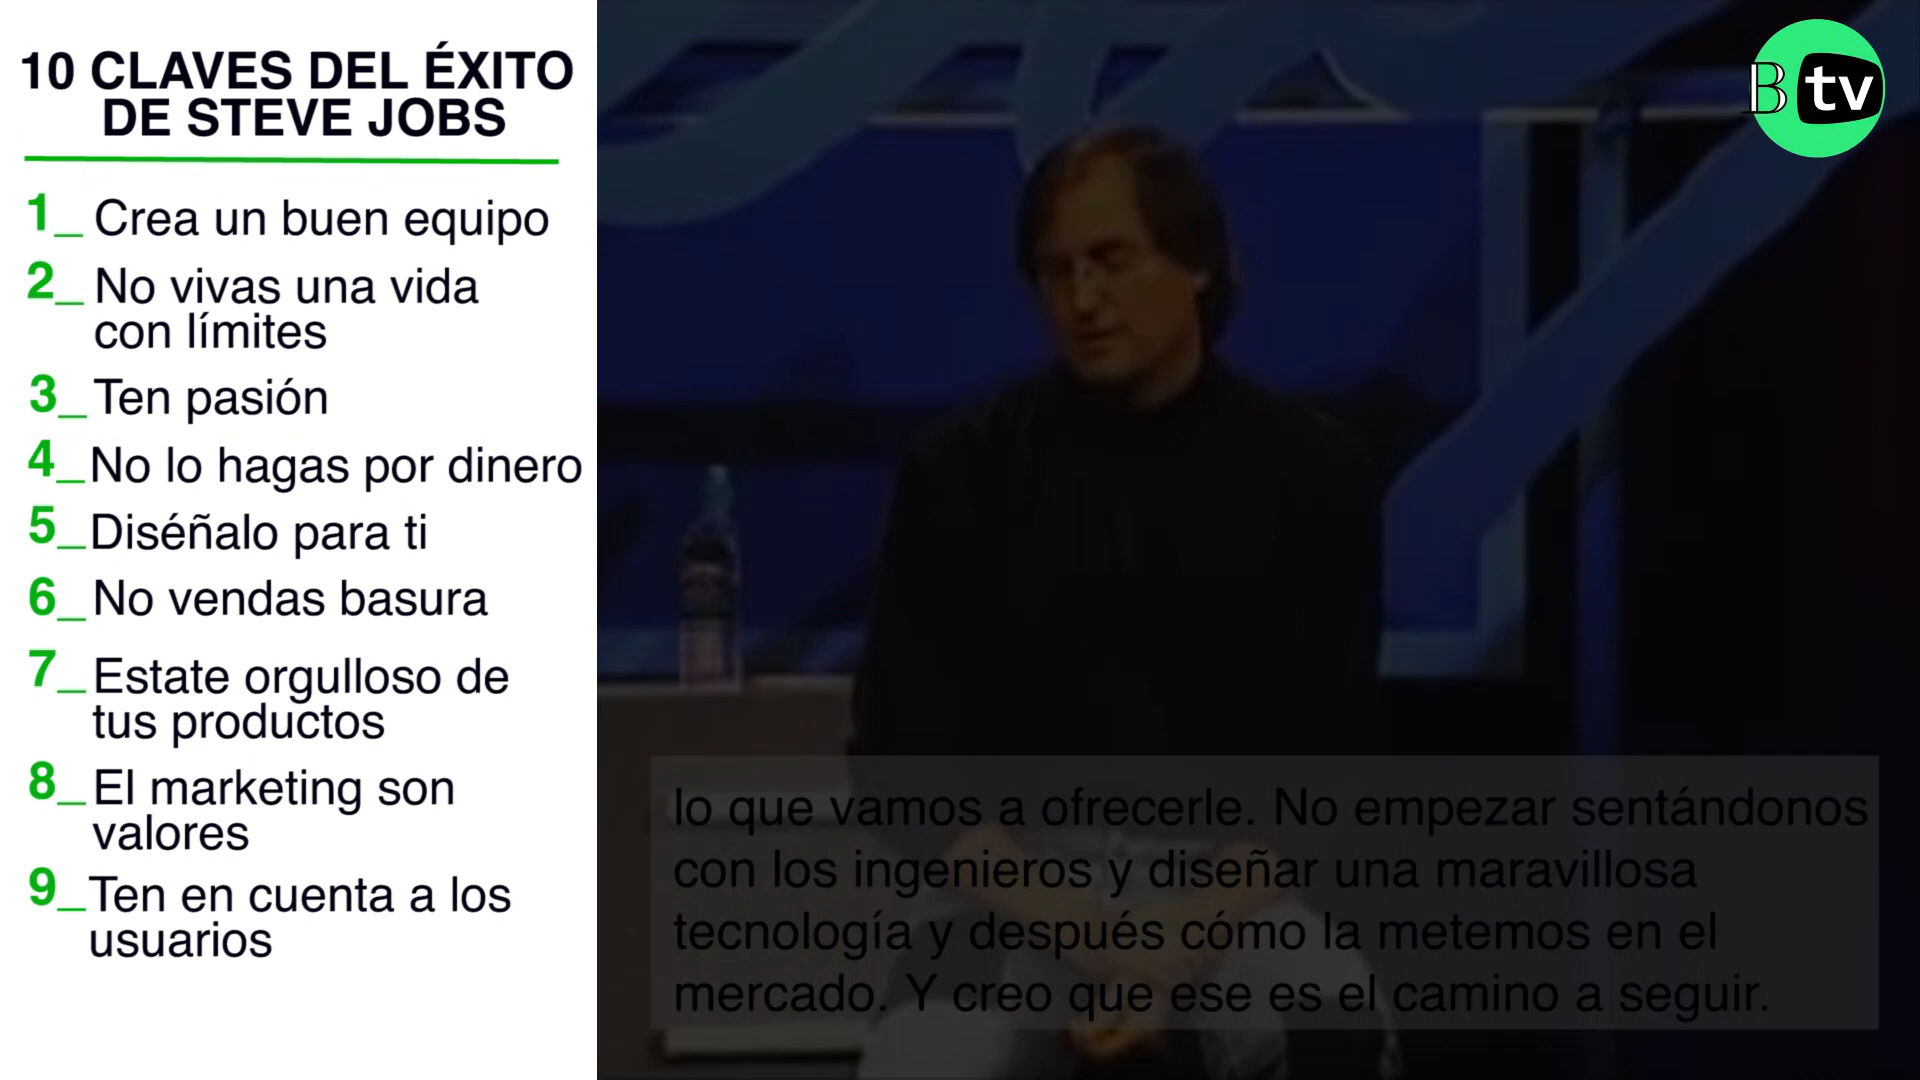 10 CLAVES DEL ÉXITO
DE STEVE JOBS
1_ Crea un buen equipo
2_ No vivas una vida
con límites
3_ Ten pasión
4_ No lo hagas por dinero
5_ Diséñalo para ti
6_ No vendas basura
7_ Estate orgulloso de
tus productos
8_ El marketing son
valores
9_ Ten en cuenta a los
usuarios
B tv
lo que vamos a ofrecerle. No empezar sentándonos
con los ingenieros y diseñar una maravillosa
tecnología y después cómo la metemos en el
mercado. Y creo que ese es el camino a seguir.